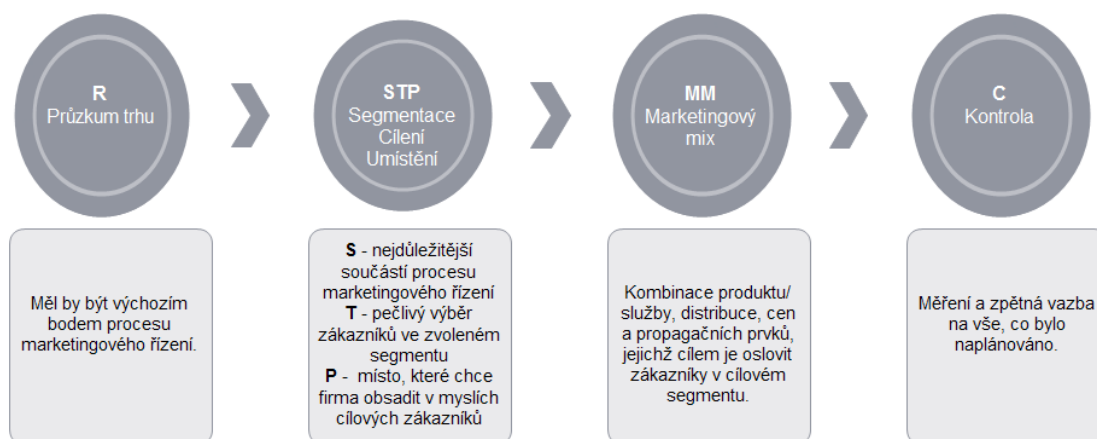 R
Průzkum trhu
STP
Segmentace
Cílení
Umístění
MM
Marketingový
mix
C
Kontrola
Měl by být výchozím
bodem procesu
marketingového řízení.
S - nejdůležitější
součástí procesu
marketingového řízení
T - pečlivý výběr
zákazníků ve zvoleném
segmentu
P - místo, které chce
firma obsadit v myslích
cílových zákazníků
Kombinace produktu/
služby, distribuce, cen
a propagačních prvků,
jejichž cílem je oslovit
zákazníky v cílovém
segmentu.
Měření a zpětná vazba
na vše, co bylo
naplánováno.